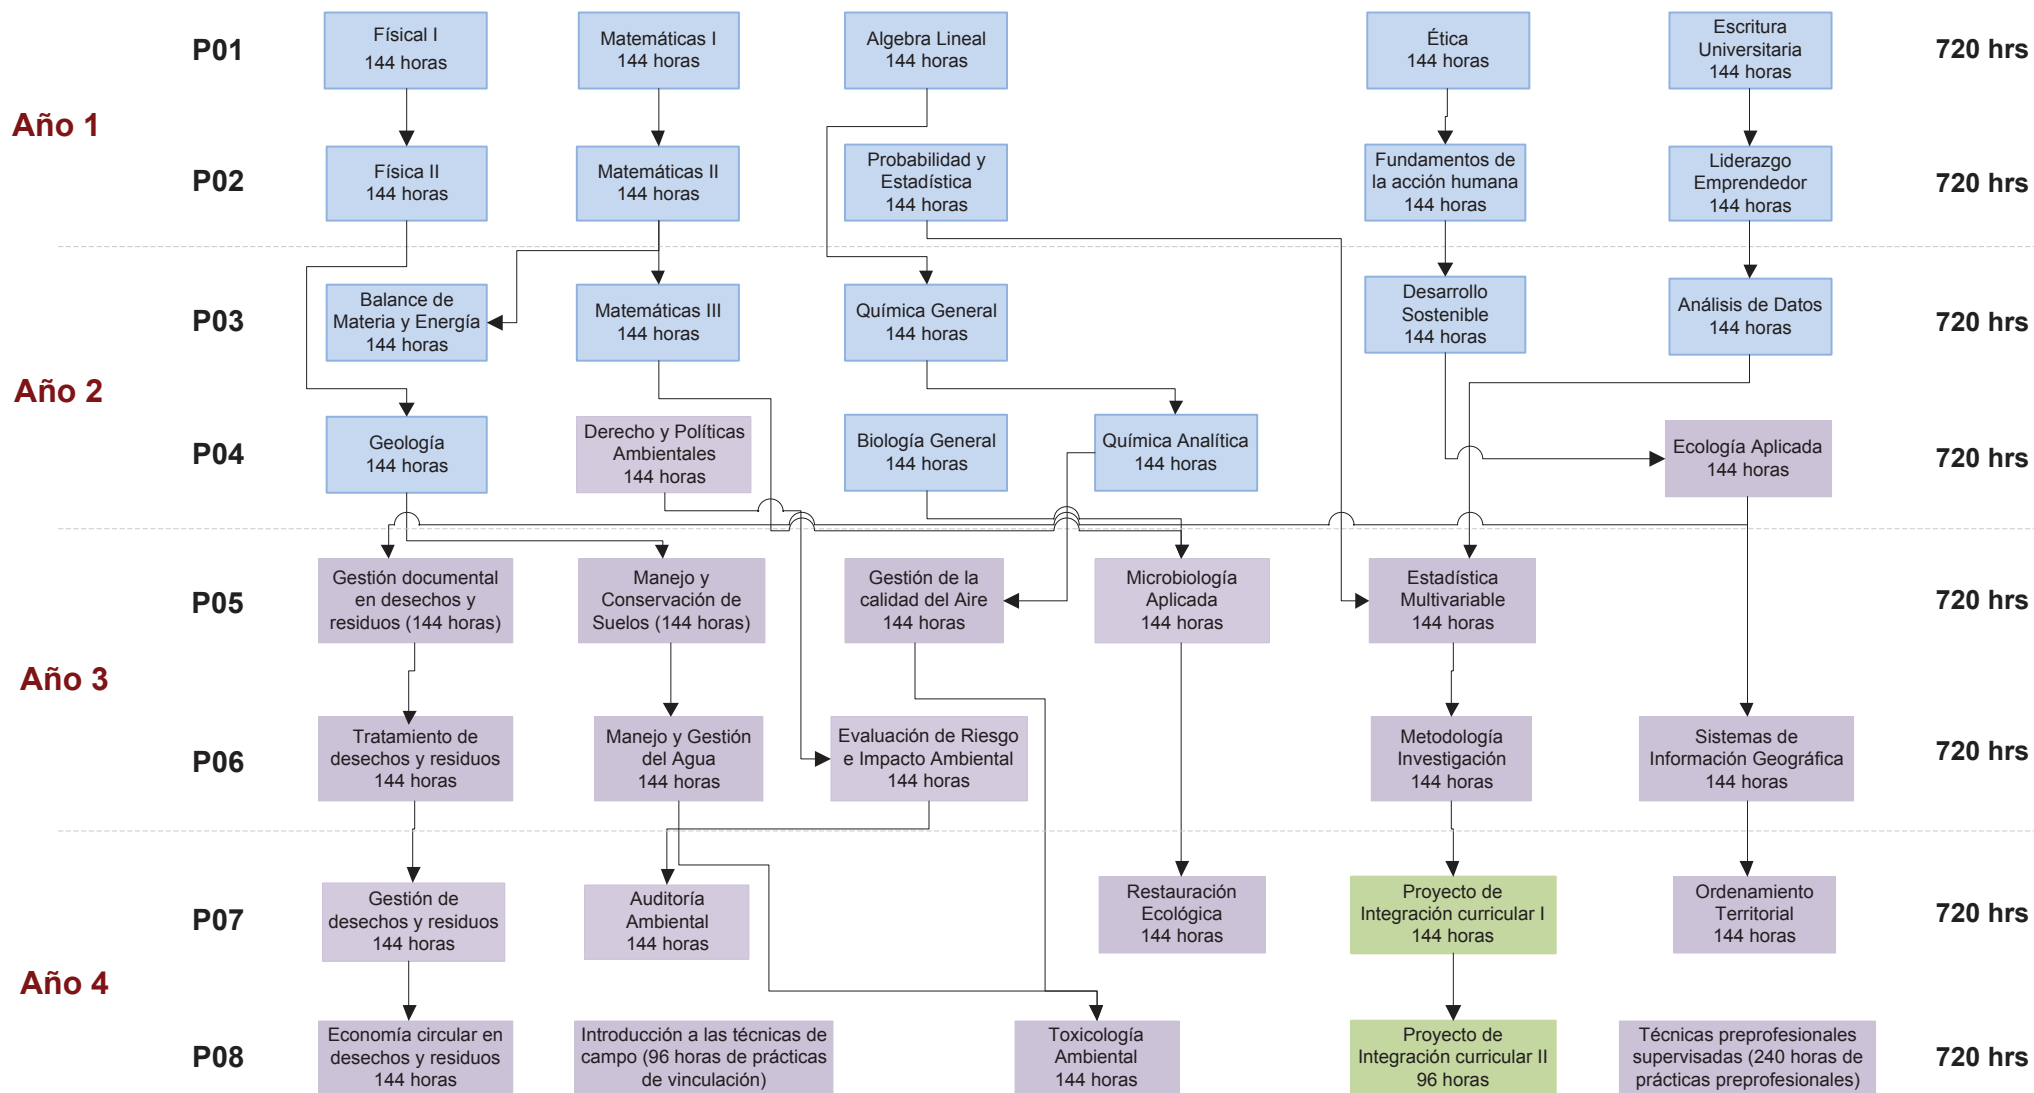 P01
Físical I
144 horas
Matemáticas I
144 horas
Algebra Lineal
144 horas
Ética
144 horas
Escritura
Universitaria
144 horas
720 hrs
Año 1
P02
Física II
144 horas
Matemáticas II
144 horas
Probabilidad y
Estadística
144 horas
Fundamentos de
la acción humana
144 horas
Liderazgo
Emprendedor
144 horas
720 hrs
P03
Balance de
Materia y Energía
144 horas
Matemáticas III
144 horas
Química General
144 horas
Desarrollo
Sostenible
144 horas
Análisis de Datos
144 horas
720 hrs
Año 2
P04
Geología
144 horas
Derecho y Políticas
Ambientales
144 horas
Biología General
144 horas
Química Analítica
144 horas
Ecología Aplicada
144 horas
720 hrs
P05
Gestión documental
en desechos y
residuos (144 horas)
Manejo y
Conservación de
Suelos (144 horas)
Gestión de la
calidad del Aire
144 horas
Microbiología
Aplicada
144 horas
Estadística
Multivariable
144 horas
720 hrs
Año 3
P06
Tratamiento de
desechos y residuos
144 horas
Manejo y Gestión
del Agua
144 horas
Evaluación de Riesgo
e Impacto Ambiental
144 horas
Metodología
Investigación
144 horas
Sistemas de
Información Geográfica
144 horas
720 hrs
P07
Gestión de
desechos y residuos
144 horas
Auditoría
Ambiental
144 horas
Restauración
Ecológica
144 horas
Proyecto de
Integración curricular I
144 horas
Ordenamiento
Territorial
144 horas
720 hrs
Año 4
P08
Economía circular en
desechos y residuos
144 horas
Introducción a las técnicas de
campo (96 horas de prácticas
de vinculación)
Toxicología
Ambiental
144 horas
Proyecto de
Integración curricular II
96 horas
Técnicas preprofesionales
supervisadas (240 horas de
prácticas preprofesionales)
720 hrs